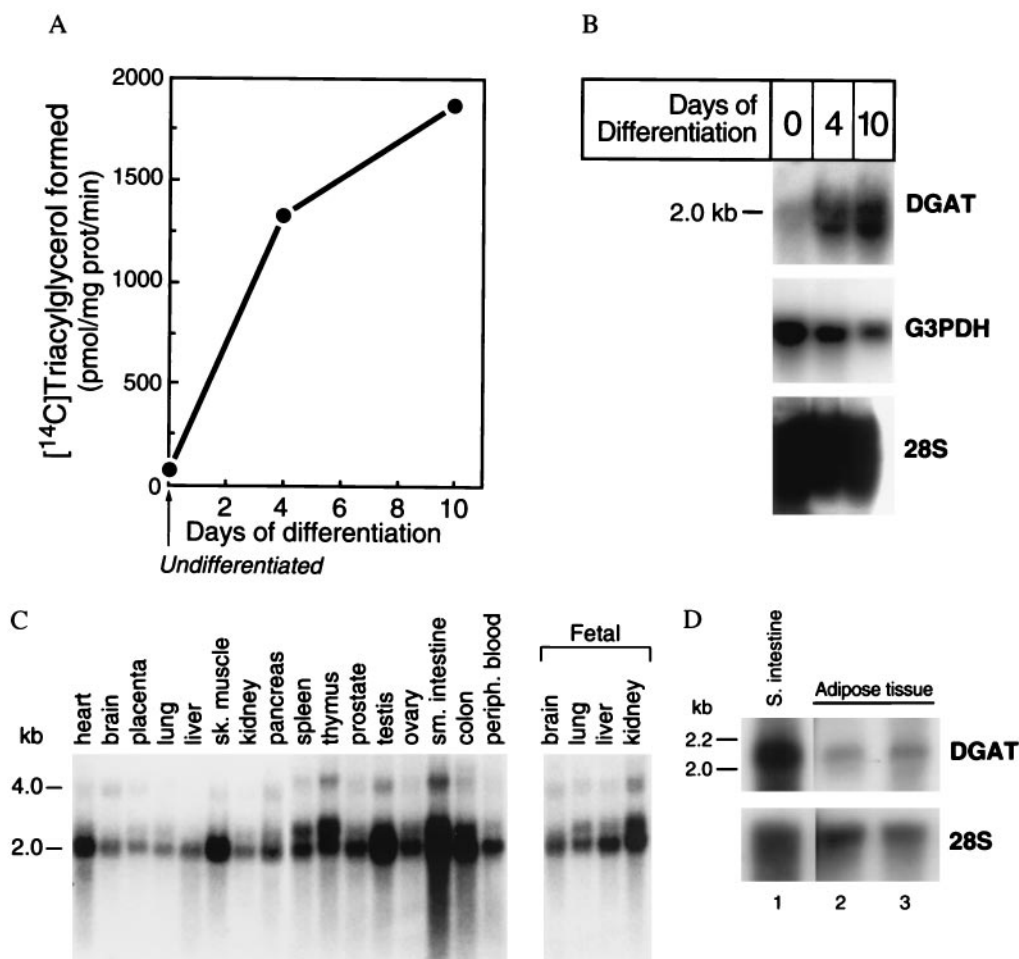 A
[¹⁴C]Triacylglycerol formed
(pmol/mg prot/min)
2000
1500
1000
500
0
2 4 6 8 10
Days of differentiation
Undifferentiated
B
Days of
Differentiation
0 4 10
2.0 kb
DGAT
G3PDH
28S
C
kb
heart
brain
placenta
lung
liver
sk. muscle
kidney
pancreas
spleen
thymus
prostate
testis
ovary
sm. intestine
colon
periph. blood
Fetal
brain
lung
liver
kidney
4.0
2.0
D
S. intestine
Adipose tissue
kb
2.2
2.0
DGAT
28S
1 2 3